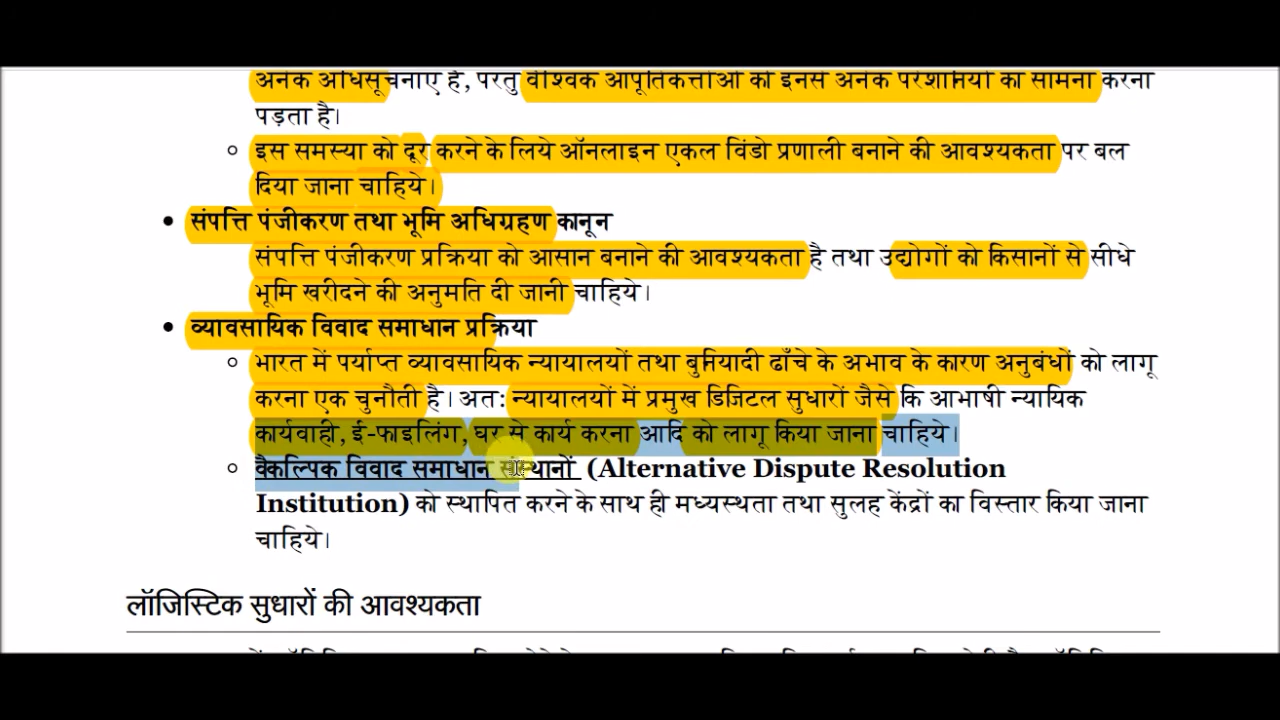 अनेक अधिसूचनाएँ हैं, परंतु वैश्विक आपूर्तिकर्त्ताओं को इनसे अनेक परेशानियों का सामना करना
पड़ता है।
इस समस्या को दूर करने के लिये ऑनलाइन एकल विंडो प्रणाली बनाने की आवश्यकता पर बल
दिया जाना चाहिये।
संपत्ति पंजीकरण तथा भूमि अधिग्रहण कानून
संपत्ति पंजीकरण प्रक्रिया को आसान बनाने की आवश्यकता है तथा उद्योगों को किसानों से सीधे
भूमि खरीदने की अनुमति दी जानी चाहिये।
व्यावसायिक विवाद समाधान प्रक्रिया
भारत में पर्याप्त व्यावसायिक न्यायालयों तथा बुनियादी ढाँचे के अभाव के कारण अनुबंधों को लागू
करना एक चुनौती है। अतः न्यायालयों में प्रमुख डिजिटल सुधारों जैसे कि आभाषी न्यायिक
कार्यवाही, ई-फाइलिंग, घर से कार्य करना आदि को लागू किया जाना चाहिये।
वैकल्पिक विवाद समाधान संस्थानों (Alternative Dispute Resolution
Institution) को स्थापित करने के साथ ही मध्यस्थता तथा सुलह केंद्रों का विस्तार किया जाना
चाहिये।
लॉजिस्टिक सुधारों की आवश्यकता